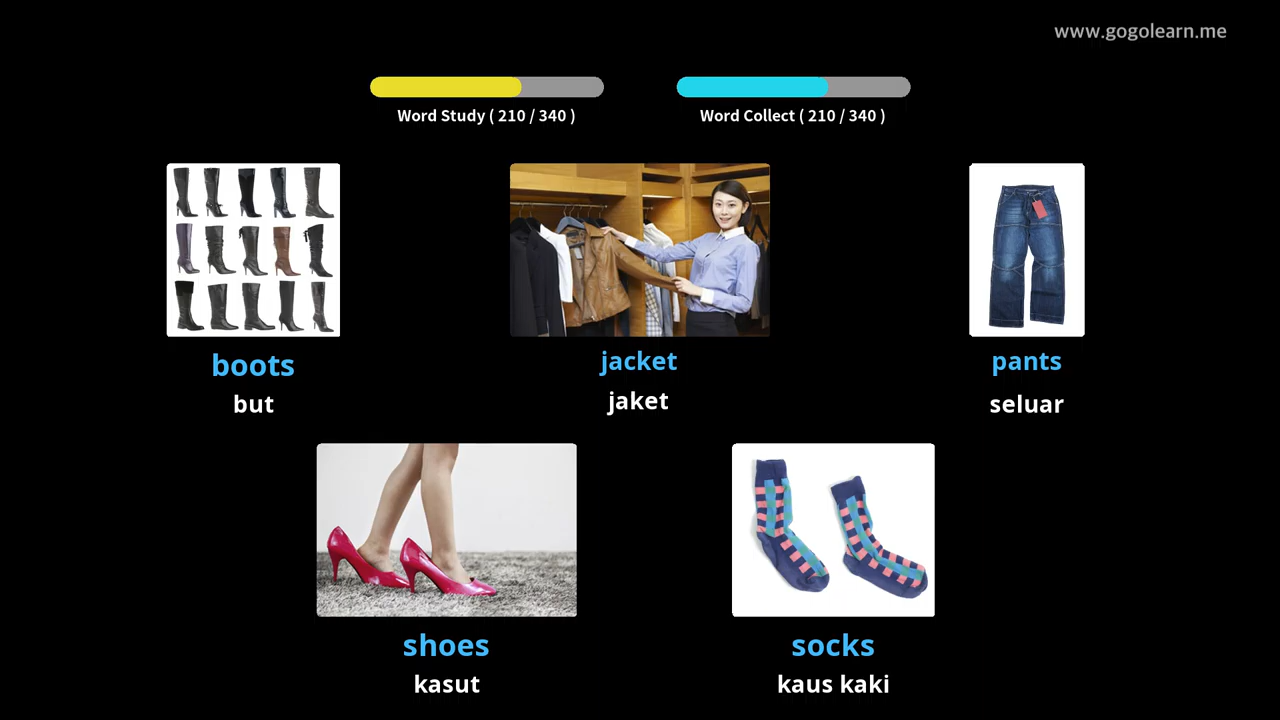 www.gogolearn.me
Word Study ( 210 / 340 )
Word Collect ( 210 / 340 )
boots
but
jacket
jaket
pants
seluar
shoes
kasut
socks
kaus kaki